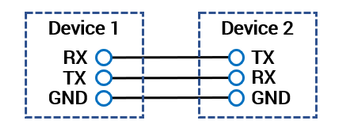 Device 1 Device 2
RX TX
TX RX
GND GND